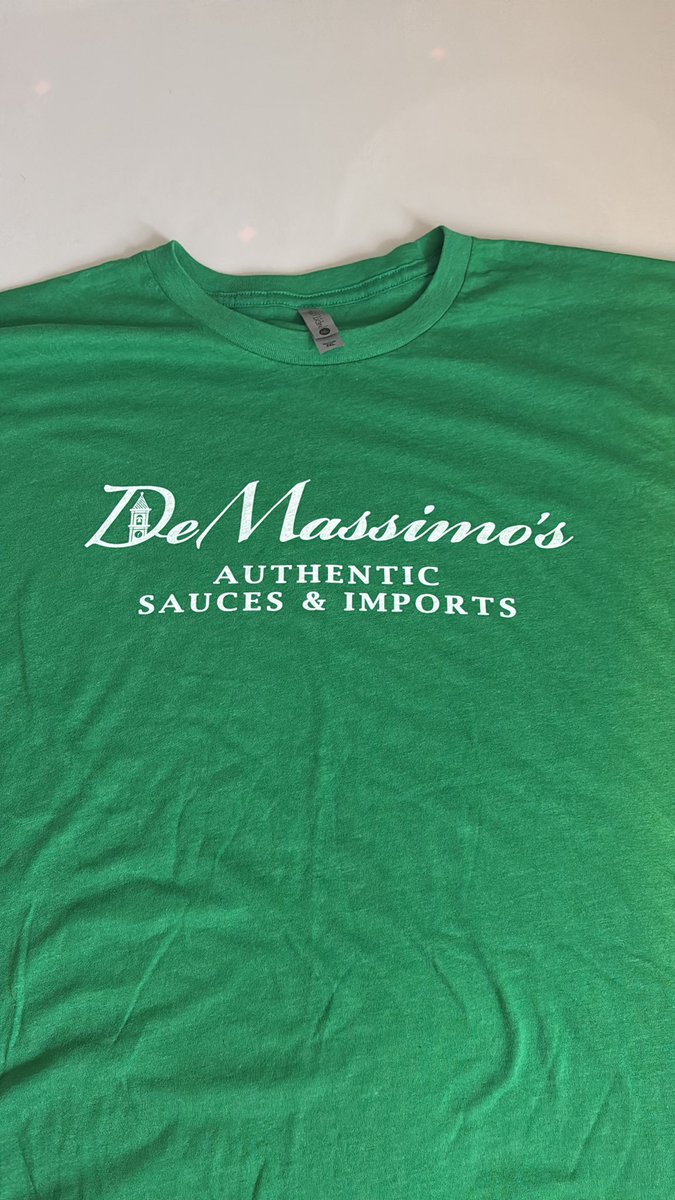 DeMassimo's
AUTHENTIC
SAUCES & IMPORTS